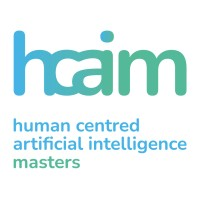 hcaim
human centred
artificial intelligence
masters